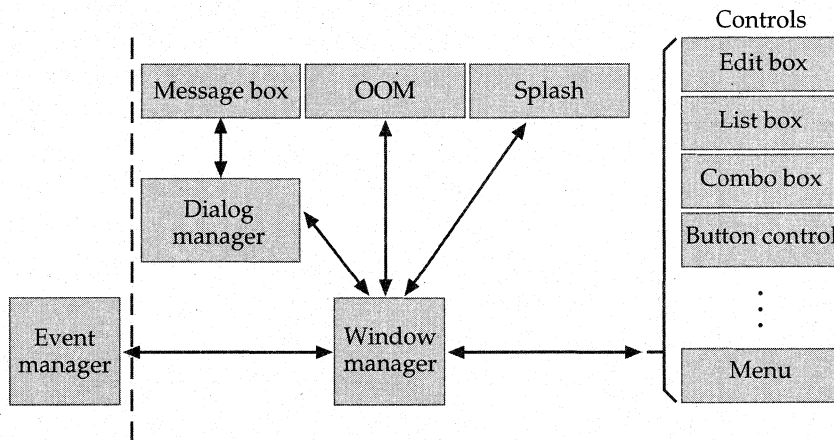 Controls
Message box
OOM
Splash
Edit box
List box
Combo box
Button control
Dialog
manager
Event
manager
Window
manager
Menu